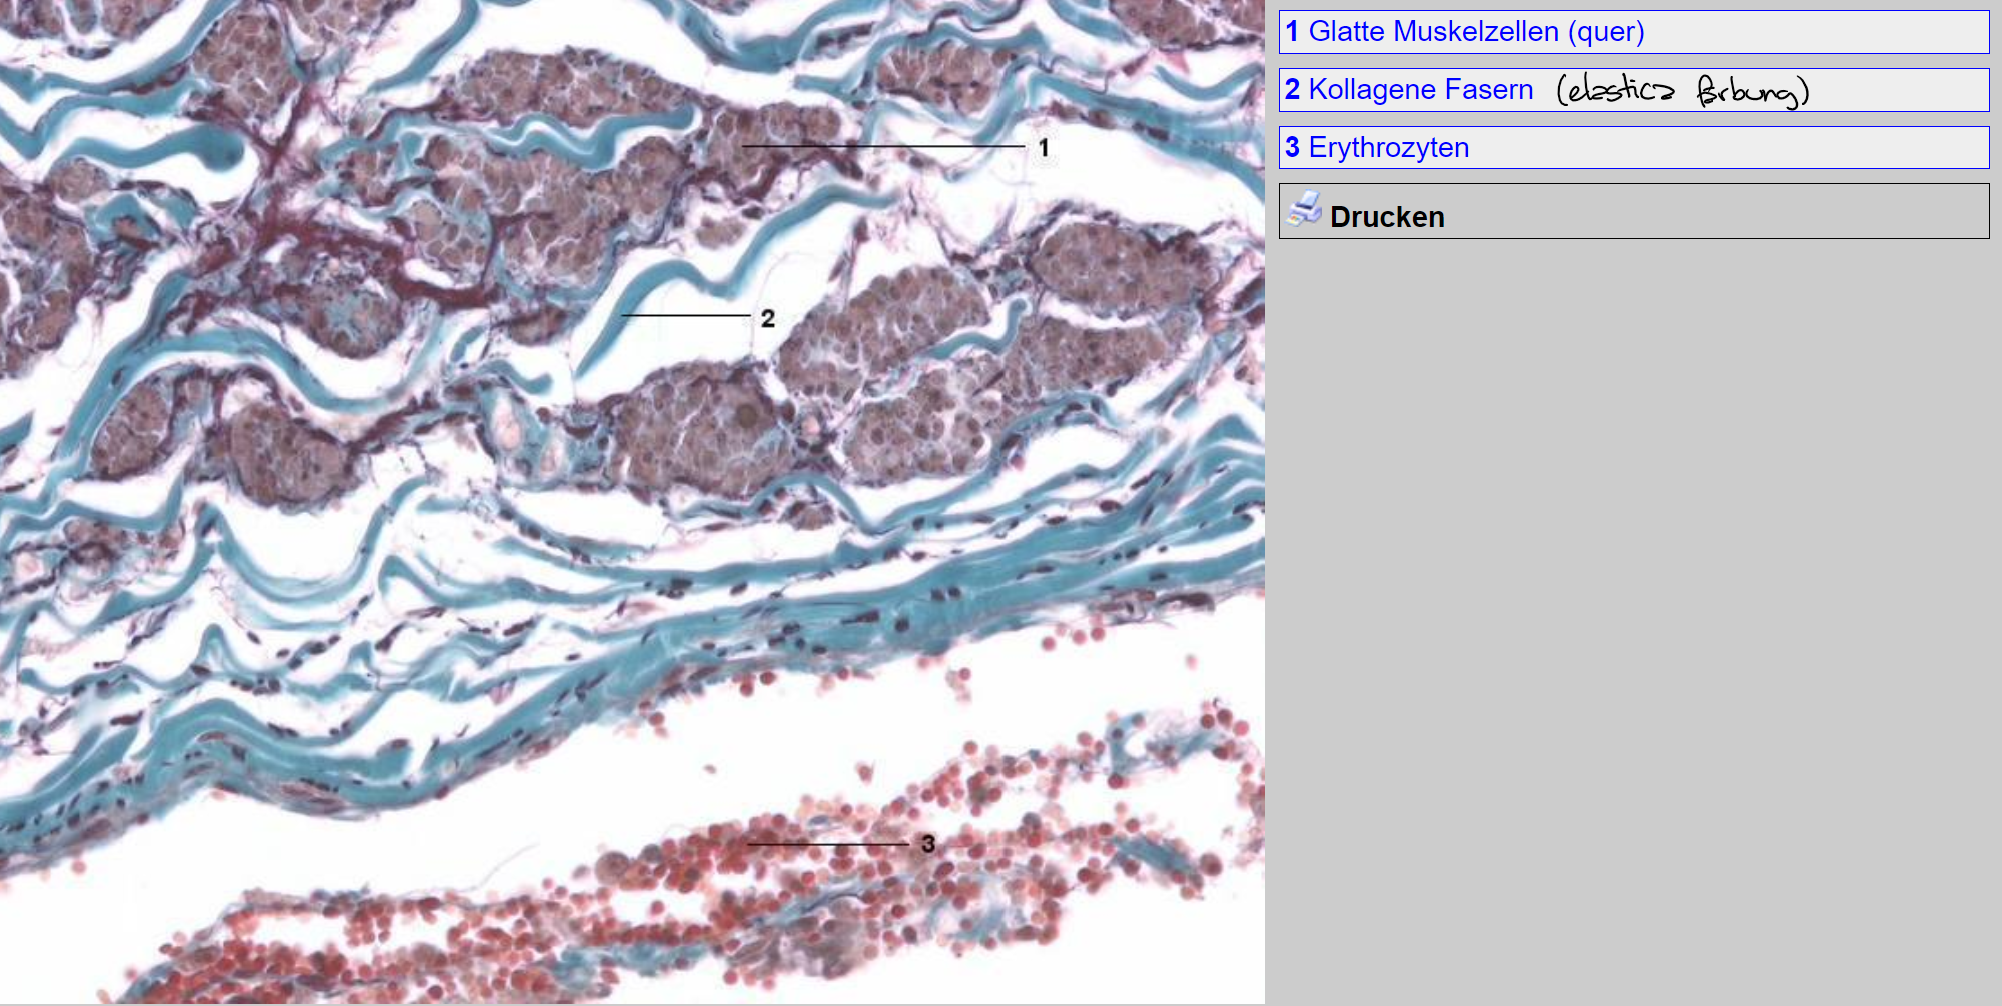 1
2
3
1 Glatte Muskelzellen (quer)
2 Kollagene Fasern (elastica färbung)
3 Erythrozyten
Drucken